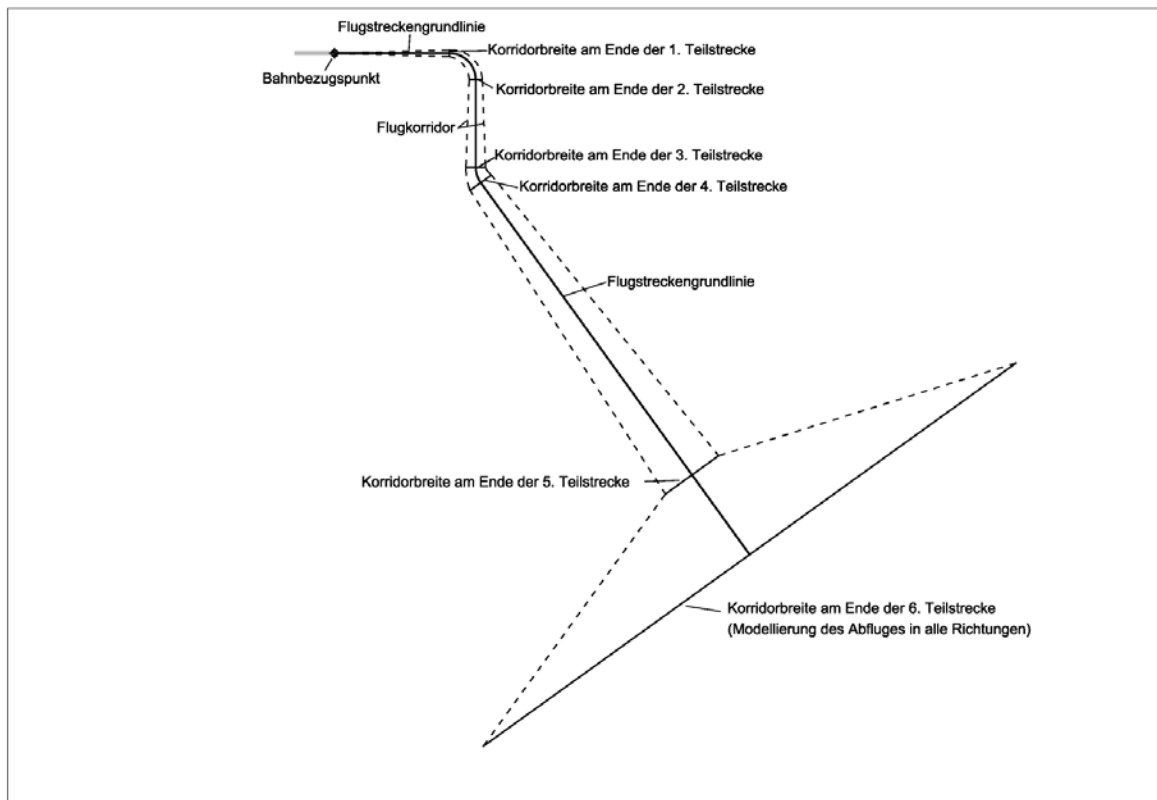 Flugstreckengrundlinie
Korridorbreite am Ende der 1. Teilstrecke
Bahnbezugspunkt
Korridorbreite am Ende der 2. Teilstrecke
Flugkorridor
Korridorbreite am Ende der 3. Teilstrecke
Korridorbreite am Ende der 4. Teilstrecke
Flugstreckengrundlinie
Korridorbreite am Ende der 5. Teilstrecke
Korridorbreite am Ende der 6. Teilstrecke
(Modellierung des Abfluges in alle Richtungen)